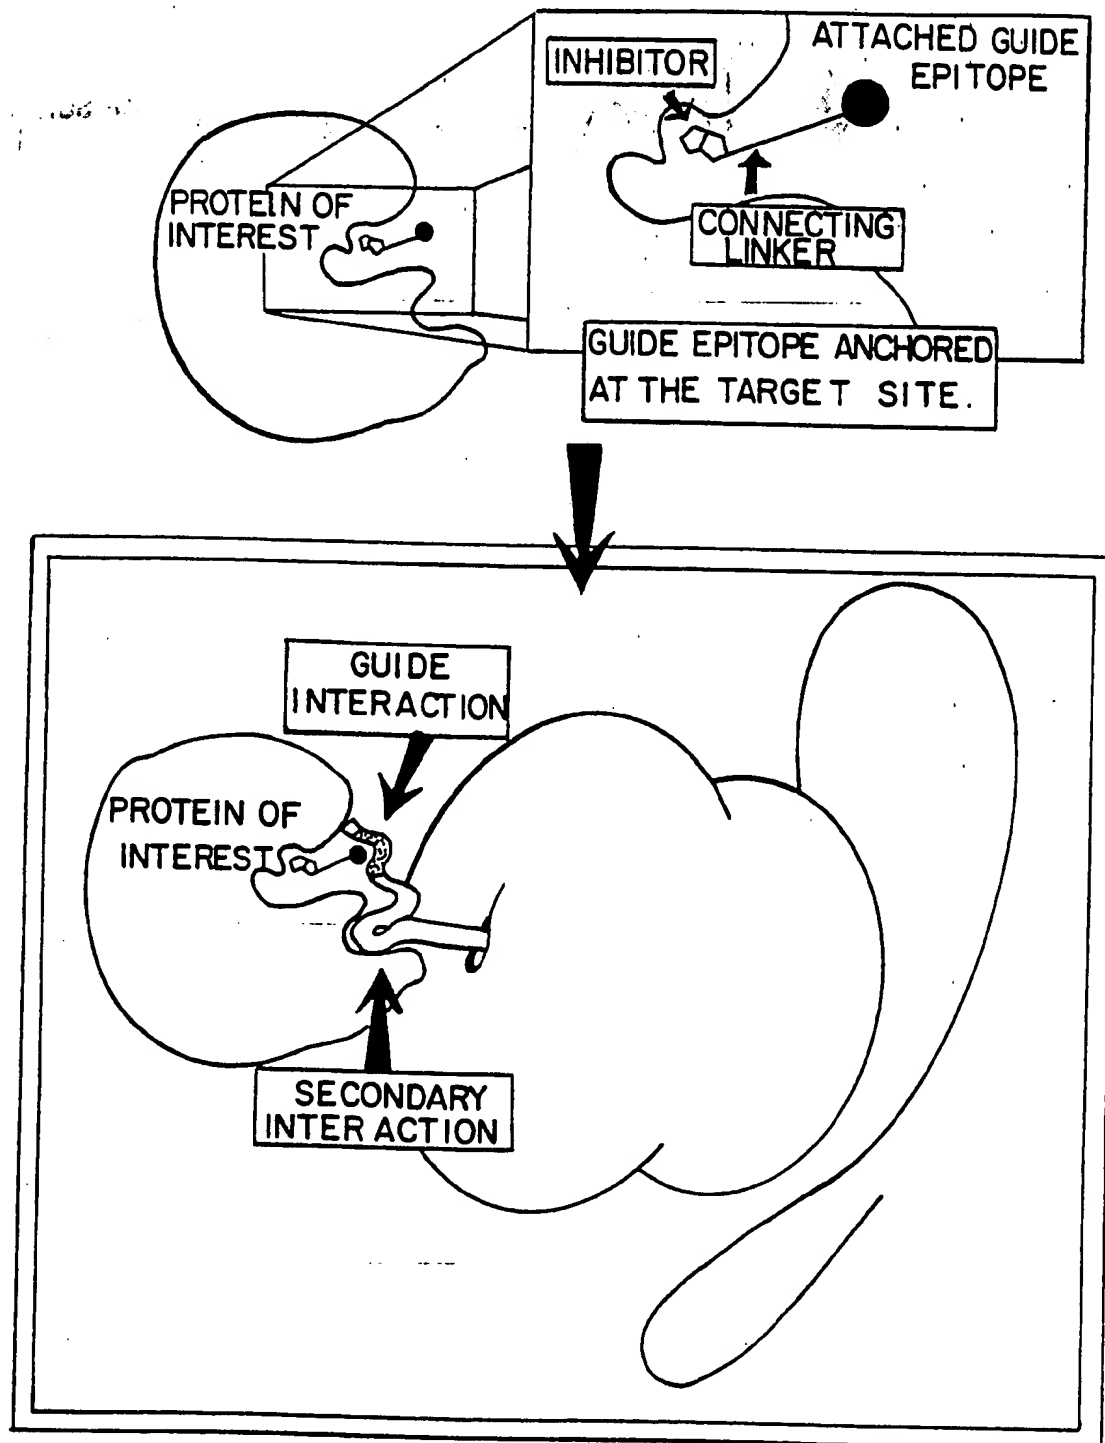 INHIBITOR
ATTACHED GUIDE
EPITOPE
PROTEIN OF
INTEREST
CONNECTING
LINKER
GUIDE EPITOPE ANCHORED
AT THE TARGET SITE.
GUIDE
INTERACTION
PROTEIN OF
INTEREST
SECONDARY
INTERACTION